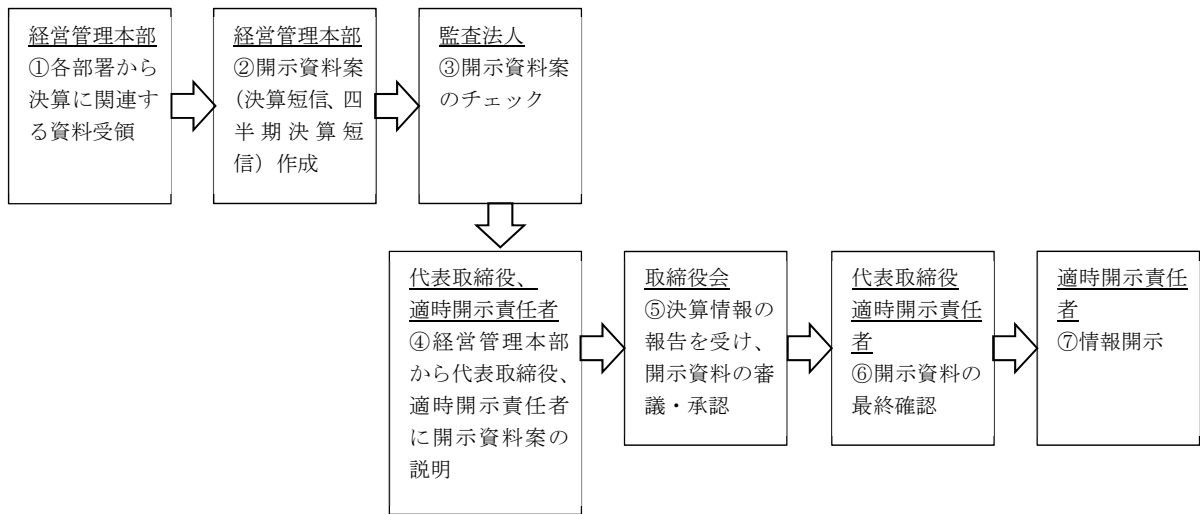 経営管理本部
①各部署から
決算に関連す
る資料受領
経営管理本部
②開示資料案
（決算短信、四
半期決算短
信）作成
監査法人
③開示資料案
のチェック
代表取締役、
適時開示責任者
④経営管理本部
から代表取締役、
適時開示責任者
に開示資料案の
説明
取締役会
⑤決算情報の
報告を受け、
開示資料の審
議・承認
代表取締役
適時開示責任
者
⑥開示資料の
最終確認
適時開示責任
者
⑦情報開示